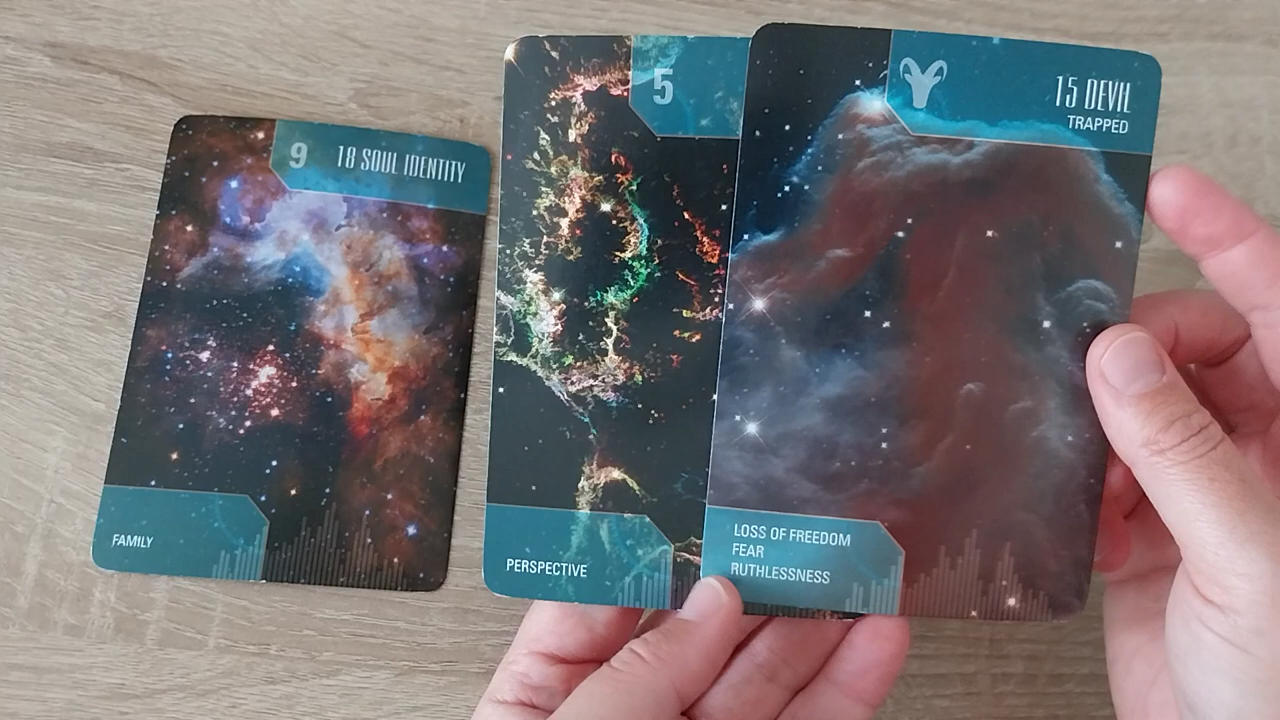 9 18 SOUL IDENTITY
FAMILY
5
PERSPECTIVE
15 DEVIL
TRAPPED
LOSS OF FREEDOM
FEAR
RUTHLESSNESS